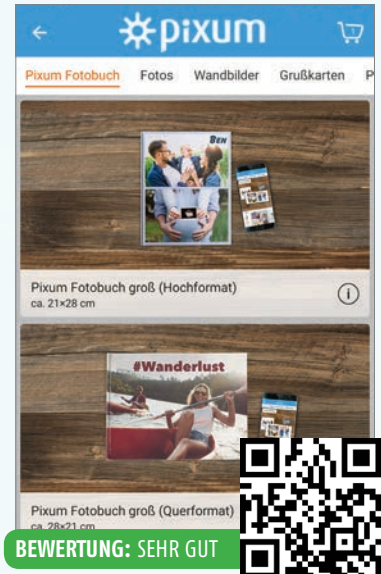 pixum
Pixum Fotobuch Fotos Wandbilder Grußkarten P
BEN
Pixum Fotobuch groß (Hochformat)
ca. 21×28 cm
#Wanderlust
Pixum Fotobuch groß (Querformat)
ca. 28×21 cm
BEWERTUNG: SEHR GUT